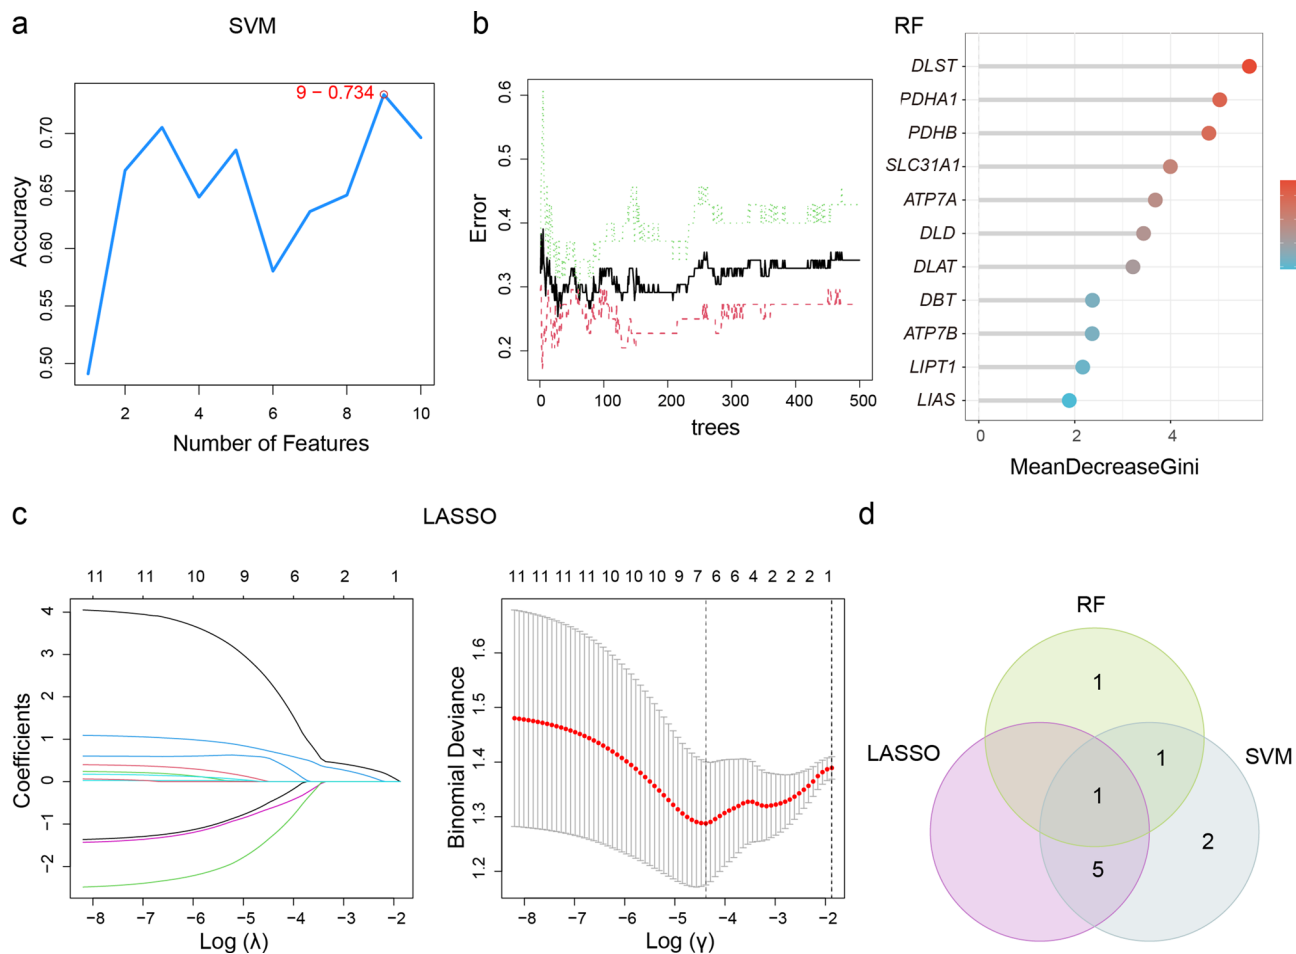 a
SVM
9 – 0.734
0.70
0.65
0.60
0.55
0.50
Accuracy
2
4
6
8
10
Number of Features
b
0.6
0.5
0.4
0.3
0.2
Error
0
100
200
300
400
500
trees
RF
DLST
PDHA1
PDHB
SLC31A1
ATP7A
DLD
DLAT
DBT
ATP7B
LIPT1
LIAS
0
2
4
MeanDecreaseGini
c
LASSO
11 11 10 9 6 2 1
4
3
2
1
0
−1
−2
Coefficients
−8 −7 −6 −5 −4 −3 −2
Log (λ)
11 11 11 11 10 10 10 9 7 6 6 4 2 2 2 1
1.6
1.5
1.4
1.3
1.2
Binomial Deviance
−8 −7 −6 −5 −4 −3 −2
Log (γ)
d
RF
LASSO
SVM
1
1
1
2
5